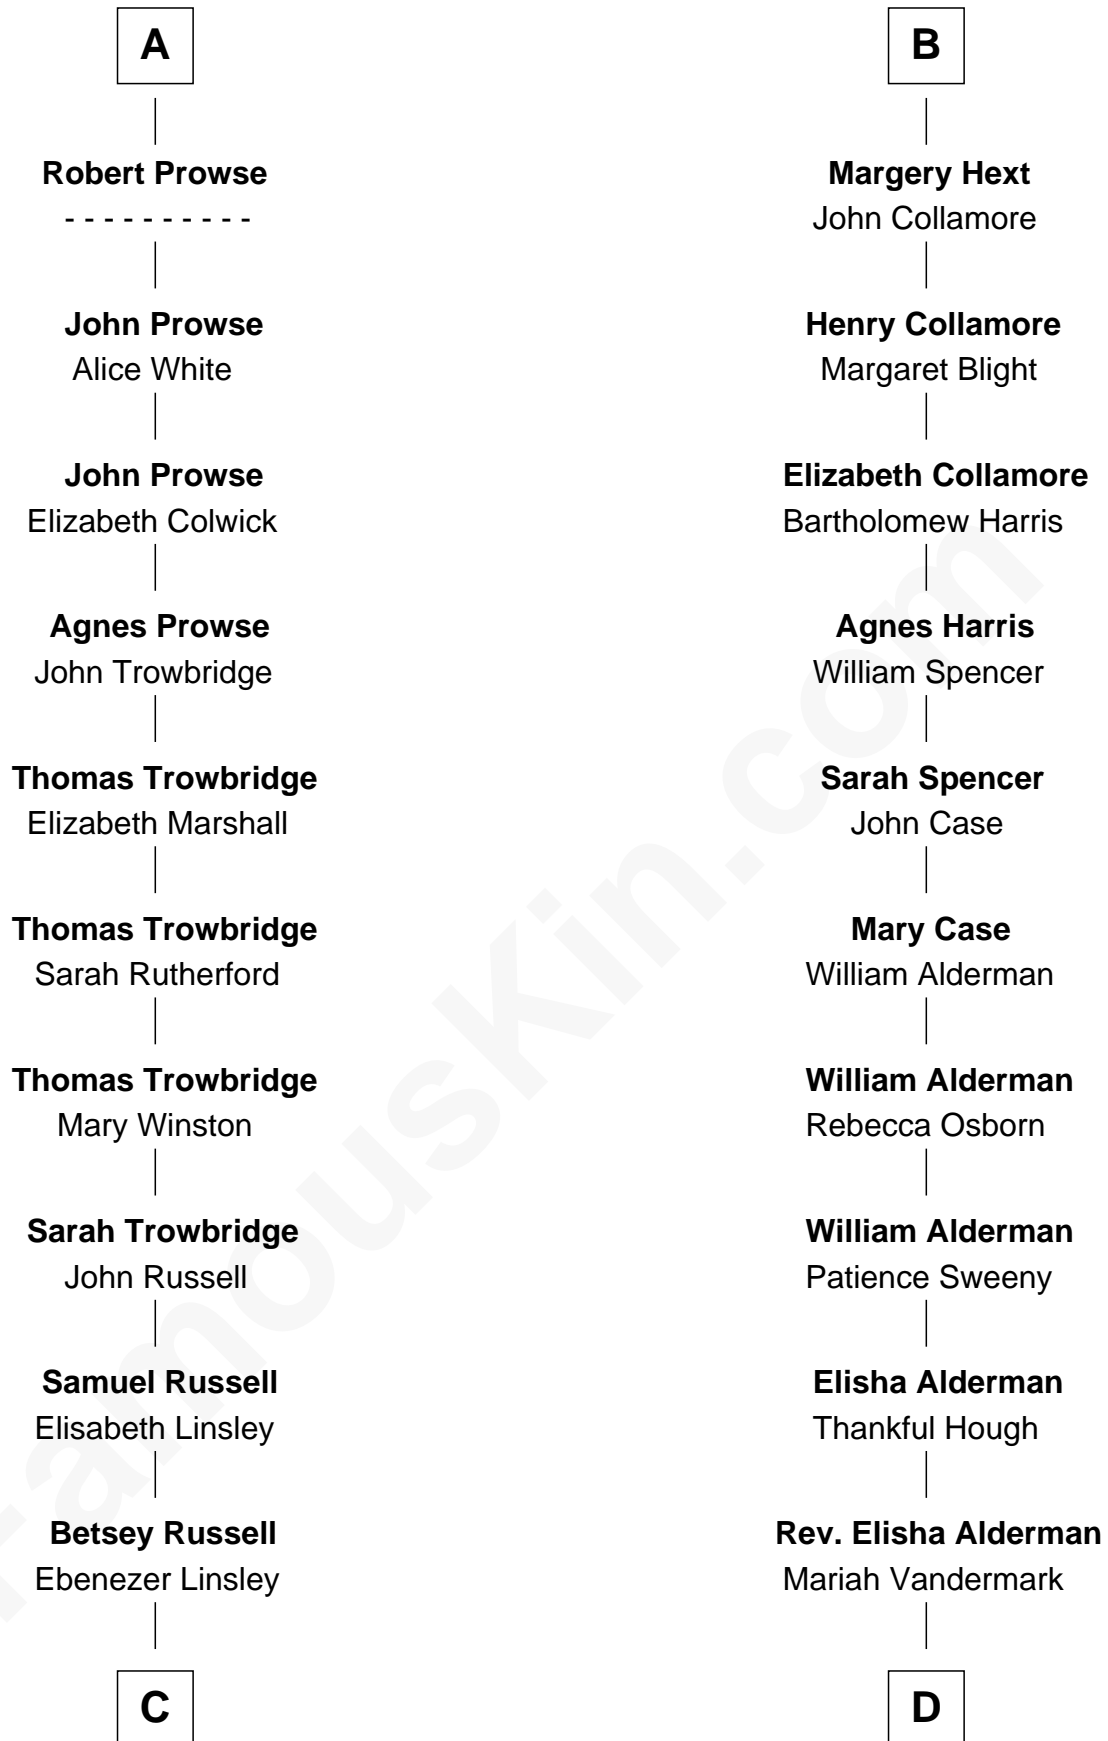 A
Robert Prowse
- - - - - - - - - -
John Prowse
Alice White
John Prowse
Elizabeth Colwick
Agnes Prowse
John Trowbridge
Thomas Trowbridge
Elizabeth Marshall
Thomas Trowbridge
Sarah Rutherford
Thomas Trowbridge
Mary Winston
Sarah Trowbridge
John Russell
Samuel Russell
Elisabeth Linsley
Betsey Russell
Ebenezer Linsley
C
B
Margery Hext
John Collamore
Henry Collamore
Margaret Blight
Elizabeth Collamore
Bartholomew Harris
Agnes Harris
William Spencer
Sarah Spencer
John Case
Mary Case
William Alderman
William Alderman
Rebecca Osborn
William Alderman
Patience Sweeny
Elisha Alderman
Thankful Hough
Rev. Elisha Alderman
Mariah Vandermark
D
FamousKin.com